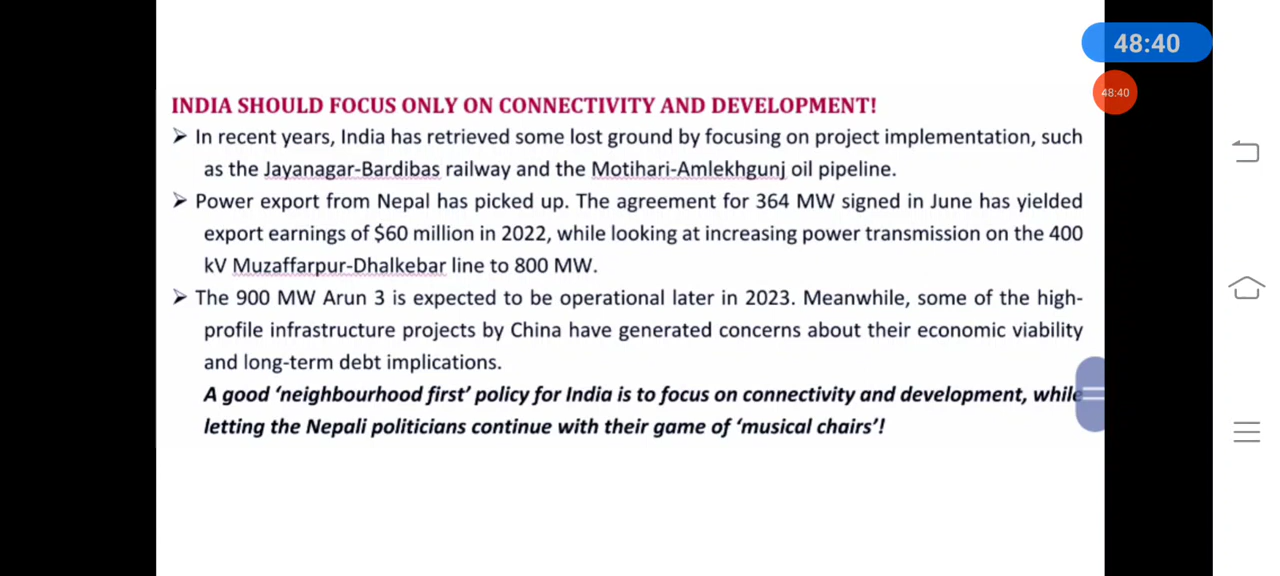 48:40
48:40
INDIA SHOULD FOCUS ONLY ON CONNECTIVITY AND DEVELOPMENT!
➢ In recent years, India has retrieved some lost ground by focusing on project implementation, such
as the Jayanagar-Bardibas railway and the Motihari-Amlekhgunj oil pipeline.
➢ Power export from Nepal has picked up. The agreement for 364 MW signed in June has yielded
export earnings of $60 million in 2022, while looking at increasing power transmission on the 400
kV Muzaffarpur-Dhalkebar line to 800 MW.
➢ The 900 MW Arun 3 is expected to be operational later in 2023. Meanwhile, some of the high-
profile infrastructure projects by China have generated concerns about their economic viability
and long-term debt implications.
A good ‘neighbourhood first’ policy for India is to focus on connectivity and development, while
letting the Nepali politicians continue with their game of ‘musical chairs’!